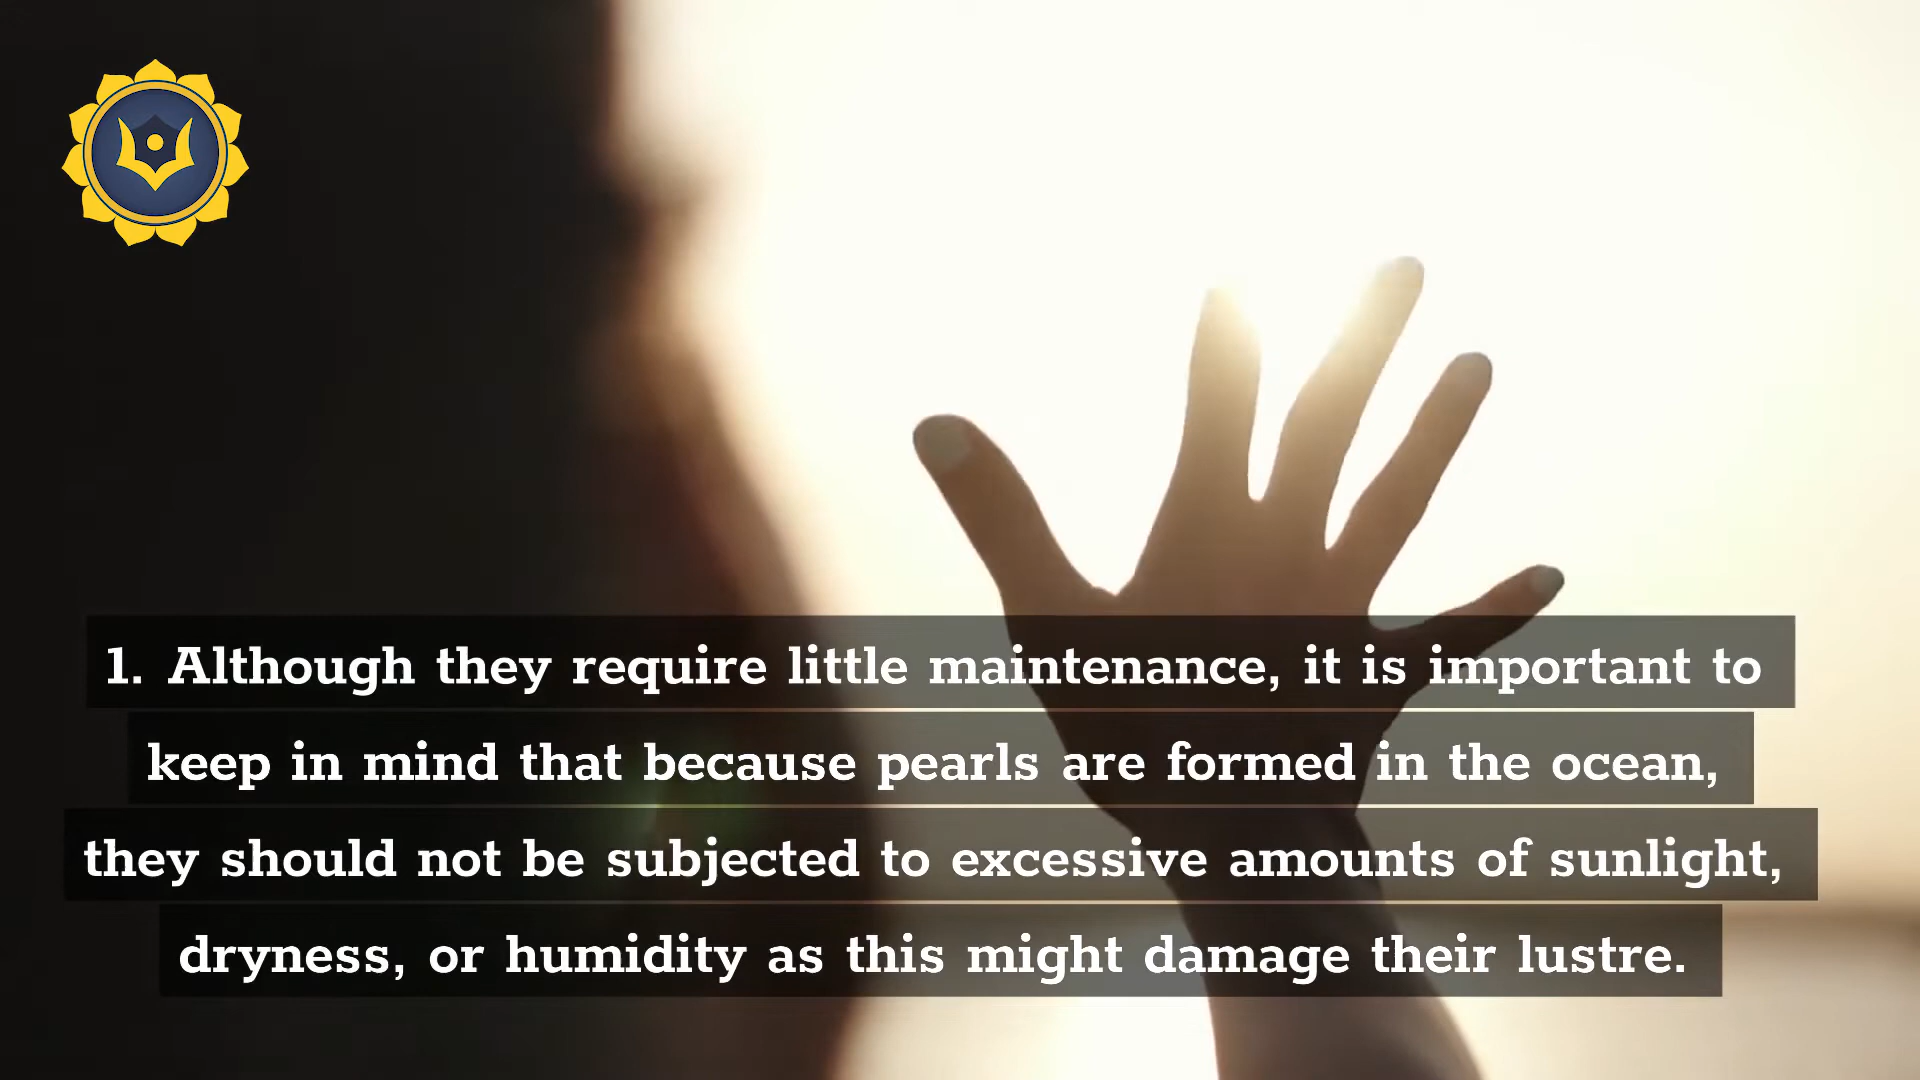 1. Although they require little maintenance, it is important to
keep in mind that because pearls are formed in the ocean,
they should not be subjected to excessive amounts of sunlight,
dryness, or humidity as this might damage their lustre.